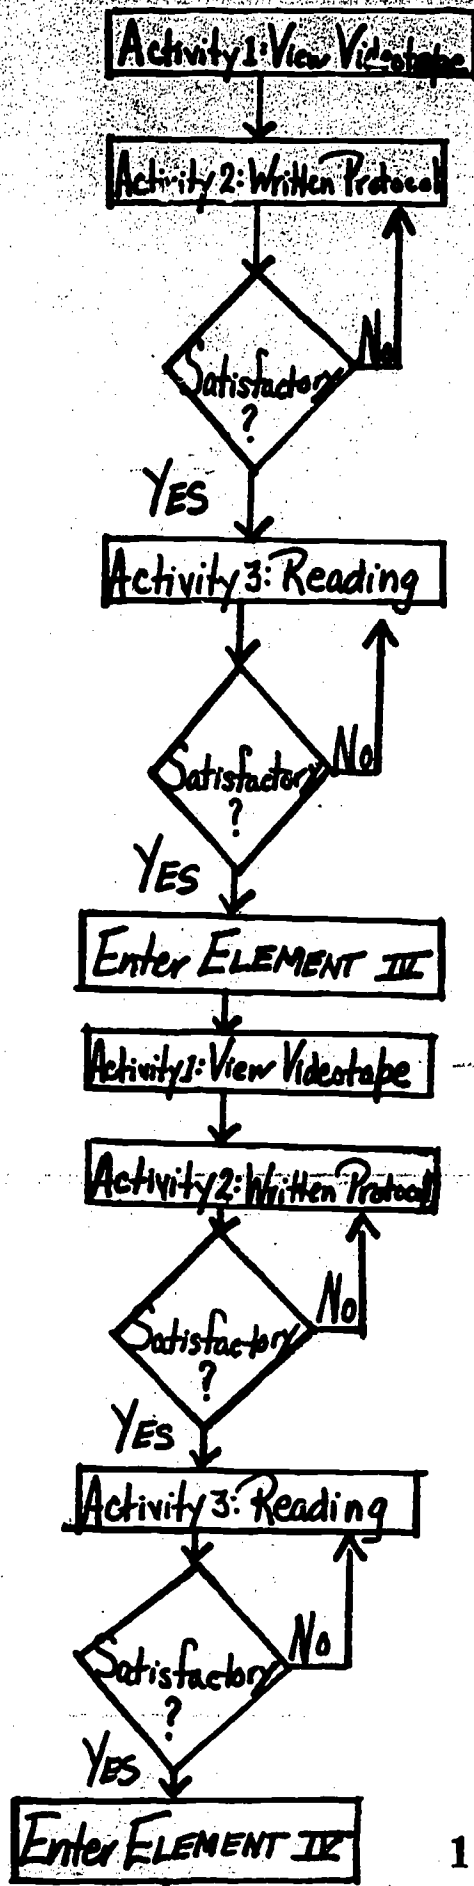 Activity 1: View Videotape
Activity 2: Written Protocal
No
Satisfactory
?
YES
Activity 3: Reading
No
Satisfactory
?
YES
Enter ELEMENT III
Activity 1: View Videotape
Activity 2: Written Protocal
No
Satisfactory
?
YES
Activity 3: Reading
No
Satisfactory
?
YES
Enter ELEMENT IV
1